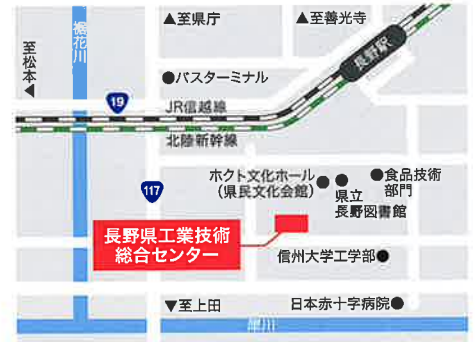 ▲至県庁
▲至善光寺
至松本▲
裾花川
長野駅
●バスターミナル
19
JR信越線
北陸新幹線
ホクト文化ホール
(県民文化会館)
県立
長野図書館
食品技術
部門
117
長野県工業技術
総合センター
信州大学工学部
▼至上田
日本赤十字病院
犀川